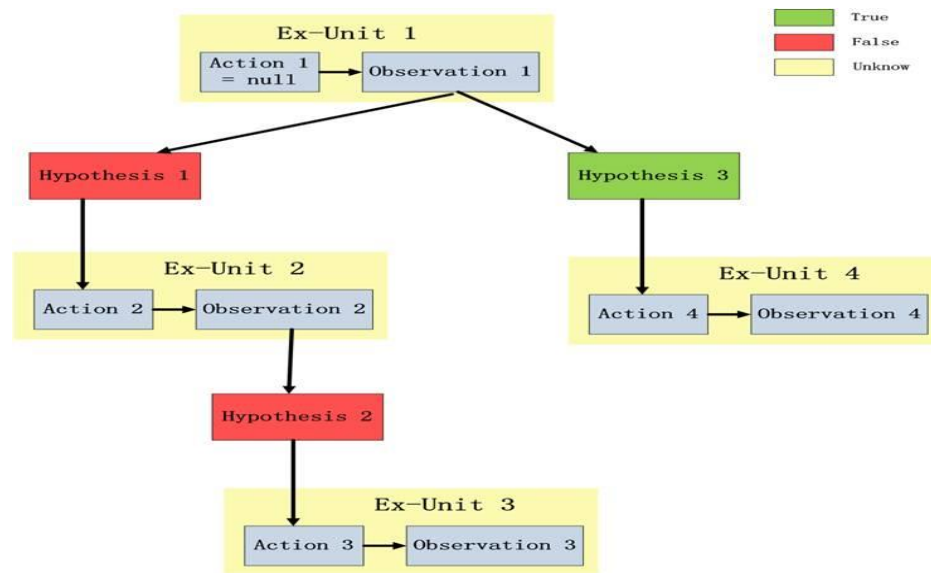 Ex-Unit 1
Action 1
= null
Observation 1
True
False
Unknow
Hypothesis 1
Hypothesis 3
Ex-Unit 2
Action 2
Observation 2
Ex-Unit 4
Action 4
Observation 4
Hypothesis 2
Ex-Unit 3
Action 3
Observation 3